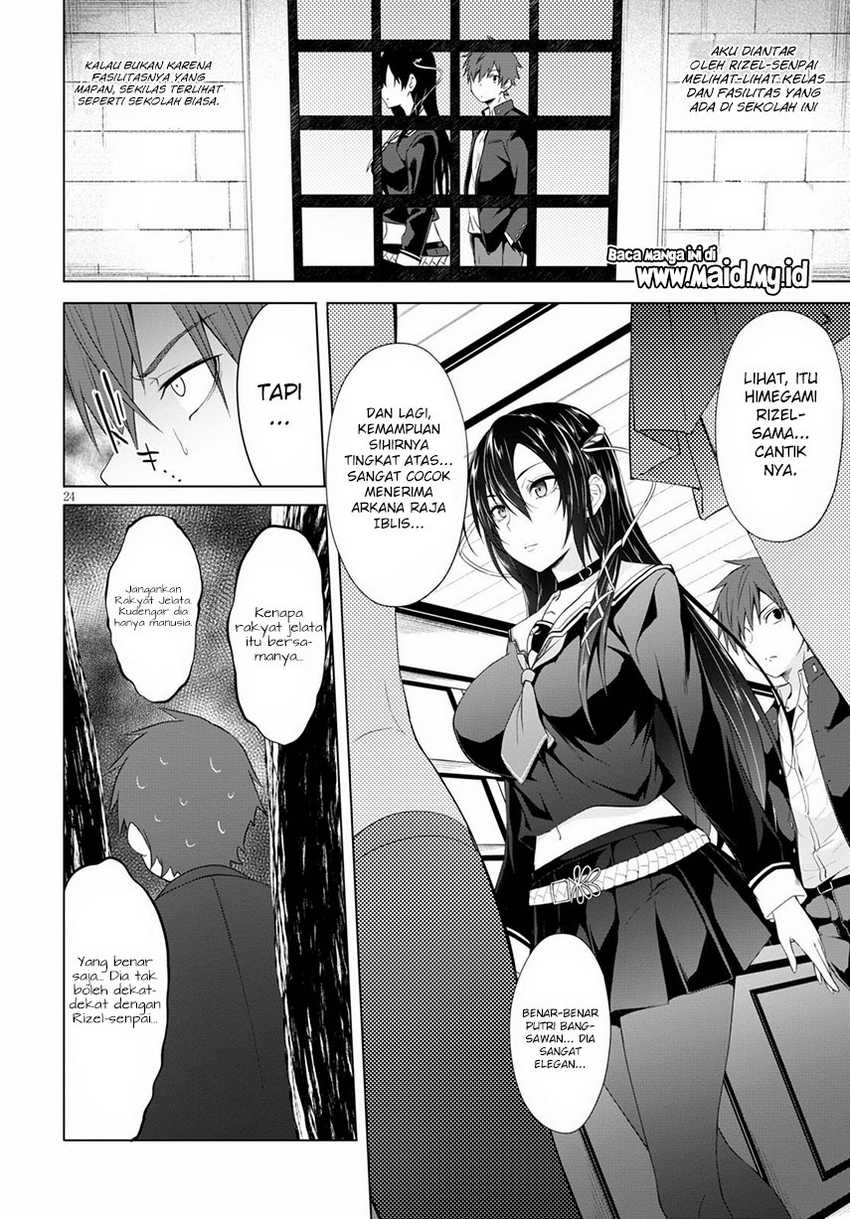 AKU DIANTAR
OLEH RIZEL-SENPAI
MELIHAT-LIHAT KELAS
DAN FASILITAS YANG
ADA DI SEKOLAH INI
KALAU BUKAN KARENA
FASILITASNYA YANG
MAPAN, SEKILAS TERLIHAT
SEPERTI SEKOLAH BIASA.
Baca Manga ini di
www.Maid.My.id
LIHAT, ITU
HIMEGAMI
RIZEL-
SAMA...
CANTIK
NYA.
DAN LAGI,
KEMAMPUAN
SIHIRNYA
TINGKAT ATAS...
SANGAT COCOK
MENERIMA
ARKANA RAJA
IBLIS...
BENAR-BENAR
PUTRI BANG-
SAWAN... DIA
SANGAT
ELEGAN.
TAPI
...
24
Kenapa
rakyat jelata
itu bersa-
manya...
Jangankan
Rakyat Jelata
Kudengar dia
hanya manusia.
Yang benar
saja... Dia tak
boleh dekat-
dekat dengan
Rizel-senpai...